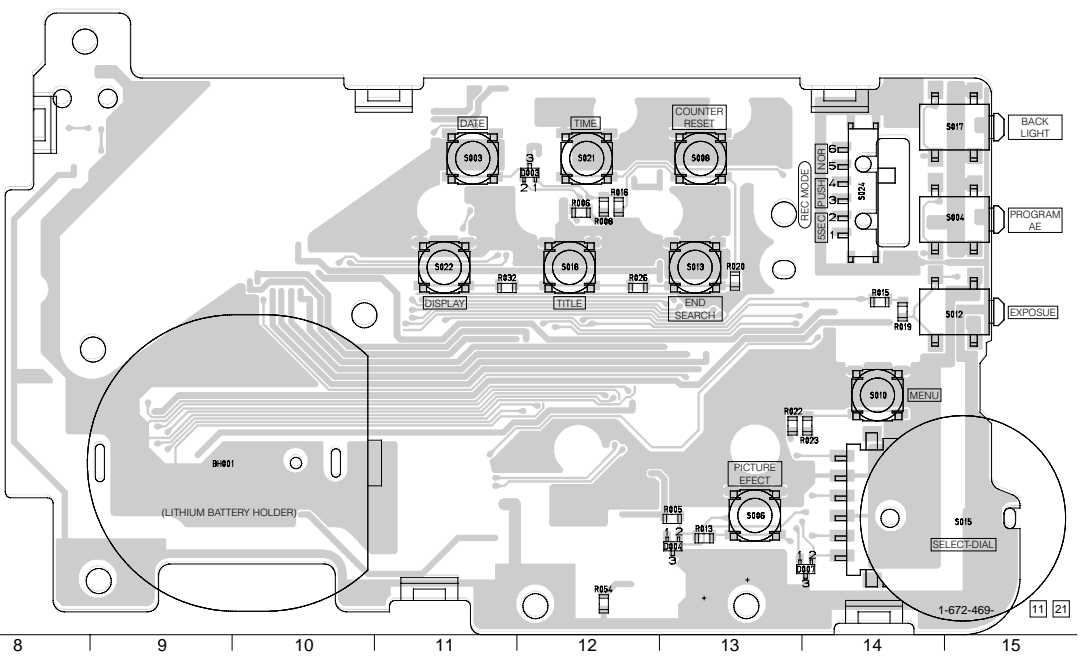 COUNTER
RESET
DATE
TIME
S003
S021
S008
3
D003
2 1
R006
R008
R016
REC MODE
5SEC PUSH NOR
6
5
4
3
2
1
S024
S017
BACK
LIGHT
S004
PROGRAM
AE
S022
S018
S013
R032
R026
R020
DISPLAY
TITLE
END
SEARCH
R015
R019
S012
EXPOSUE
S010
MENU
R022
R023
BH001
(LITHIUM BATTERY HOLDER)
PICTURE
EFECT
S006
R005
1 2
D004
3
R013
1 2
D007
3
S015
SELECT-DIAL
R054
1-672-469-
11 21
8 9 10 11 12 13 14 15